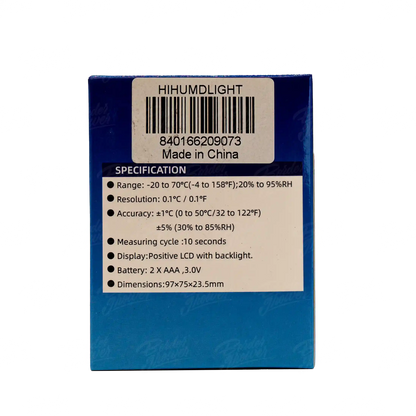 HIHUMDLIGHT
840166209073
Made in China
SPECIFICATION
● Range: -20 to 70℃(-4 to 158℉);20% to 95%RH
● Resolution: 0.1℃ / 0.1℉
● Accuracy: ±1℃ (0 to 50℃/32 to 122℉)
±5% (30% to 85%RH)
● Measuring cycle :10 seconds
● Display:Positive LCD with backlight.
● Battery: 2 X AAA ,3.0V
● Dimensions:97×75×23.5mm